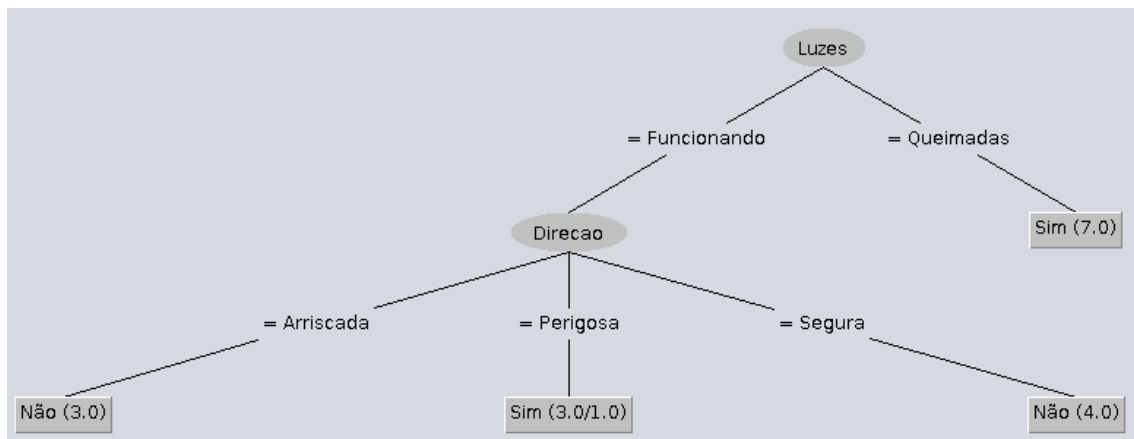 Luzes
= Funcionando
= Queimadas
Direcao
Sim (7.0)
= Arriscada
= Perigosa
= Segura
Não (3.0)
Sim (3.0/1.0)
Não (4.0)